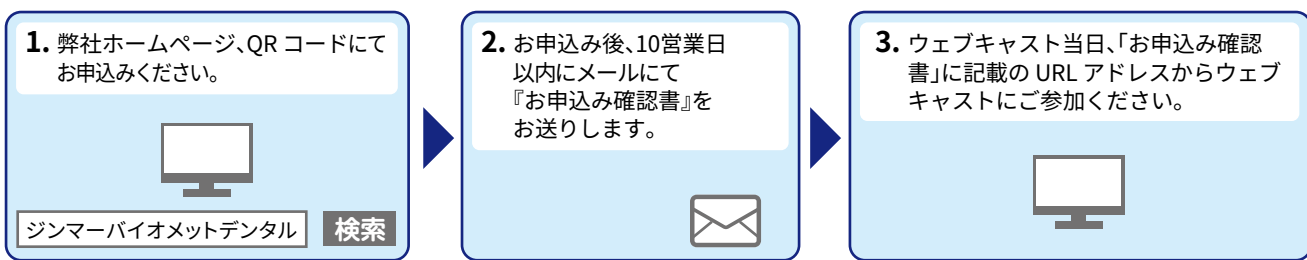 1. 弊社ホームページ、QR コードにて
お申込みください。
ジンマーバイオメットデンタル 検索
2. お申込み後、10営業日
以内にメールにて
『お申込み確認書』を
お送りします。
3. ウェブキャスト当日、「お申込み確認
書」に記載の URL アドレスからウェブ
キャストにご参加ください。